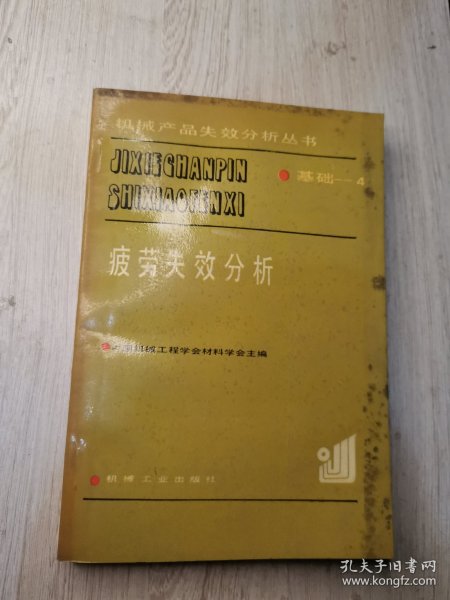 机械产品失效分析丛书
JIXIECHANPIN
SHIXIAOFENXI
基础—4
疲劳失效分析
机械工程学会材料学会主编
机械工业出版社
孔夫子旧书网
www.kongfz.com